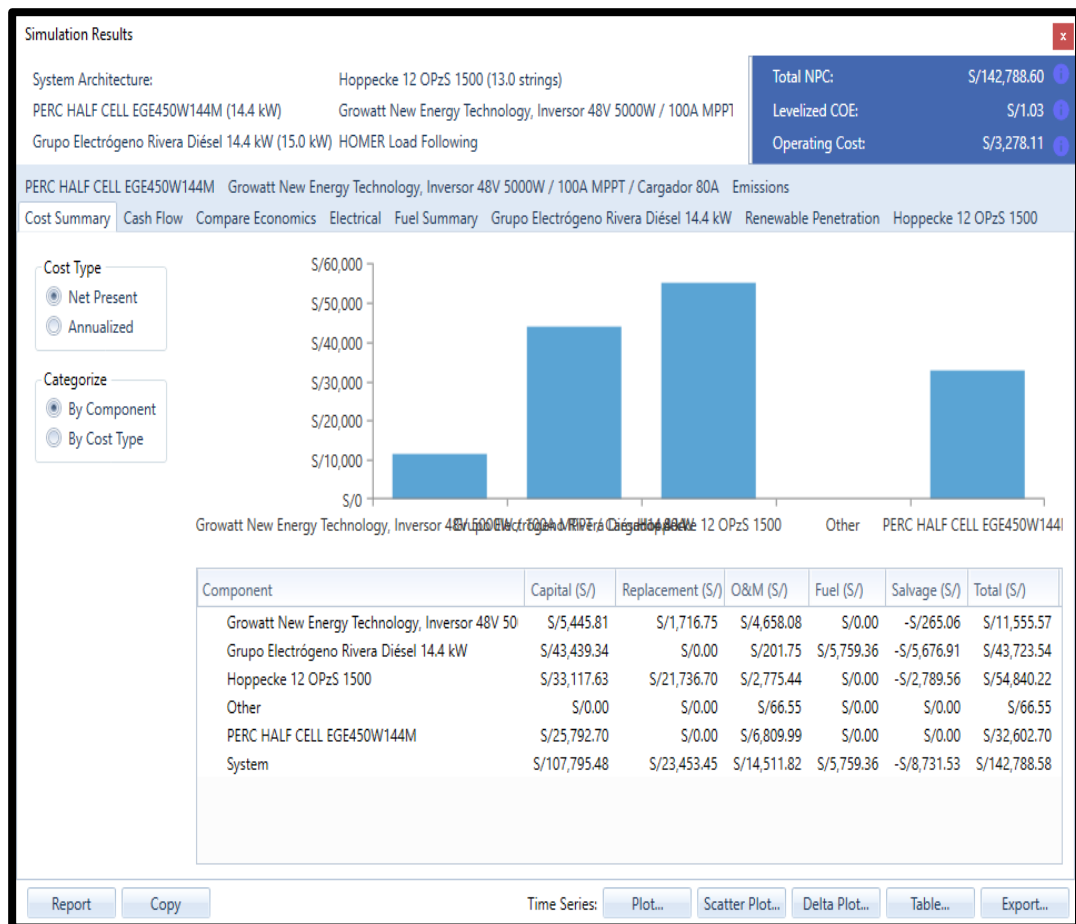 Simulation Results
x
System Architecture:
Hoppecke 12 OPzS 1500 (13.0 strings)
PERC HALF CELL EGE450W144M (14.4 kW)
Growatt New Energy Technology, Inversor 48V 5000W / 100A MPPT
Grupo Electrógeno Rivera Diésel 14.4 kW (15.0 kW)
HOMER Load Following
Total NPC: S/142,788.60
Levelized COE: S/1.03
Operating Cost: S/3,278.11
PERC HALF CELL EGE450W144M Growatt New Energy Technology, Inversor 48V 5000W / 100A MPPT / Cargador 80A Emissions
Cost Summary Cash Flow Compare Economics Electrical Fuel Summary Grupo Electrógeno Rivera Diésel 14.4 kW Renewable Penetration Hoppecke 12 OPzS 1500
Cost Type
Net Present
Annualized
Categorize
By Component
By Cost Type
S/60,000
S/50,000
S/40,000
S/30,000
S/20,000
S/10,000
S/0
Growatt New Energy Technology, Inversor 12 OPzS 1500 Other PERC HALF CELL EGE450W144
Component Capital (S/) Replacement (S/) O&M (S/) Fuel (S/) Salvage (S/) Total (S/)
Growatt New Energy Technology, Inversor 48V 50 S/5,445.81 S/1,716.75 S/4,658.08 S/0.00 -S/265.06 S/11,555.57
Grupo Electrógeno Rivera Diésel 14.4 kW S/43,439.34 S/0.00 S/201.75 S/5,759.36 -S/5,676.91 S/43,723.54
Hoppecke 12 OPzS 1500 S/33,117.63 S/21,736.70 S/2,775.44 S/0.00 -S/2,789.56 S/54,840.22
Other S/0.00 S/0.00 S/66.55 S/0.00 S/0.00 S/66.55
PERC HALF CELL EGE450W144M S/25,792.70 S/0.00 S/6,809.99 S/0.00 S/0.00 S/32,602.70
System S/107,795.48 S/23,453.45 S/14,511.82 S/5,759.36 -S/8,731.53 S/142,788.58
Report Copy Time Series: Plot... Scatter Plot... Delta Plot... Table... Export...